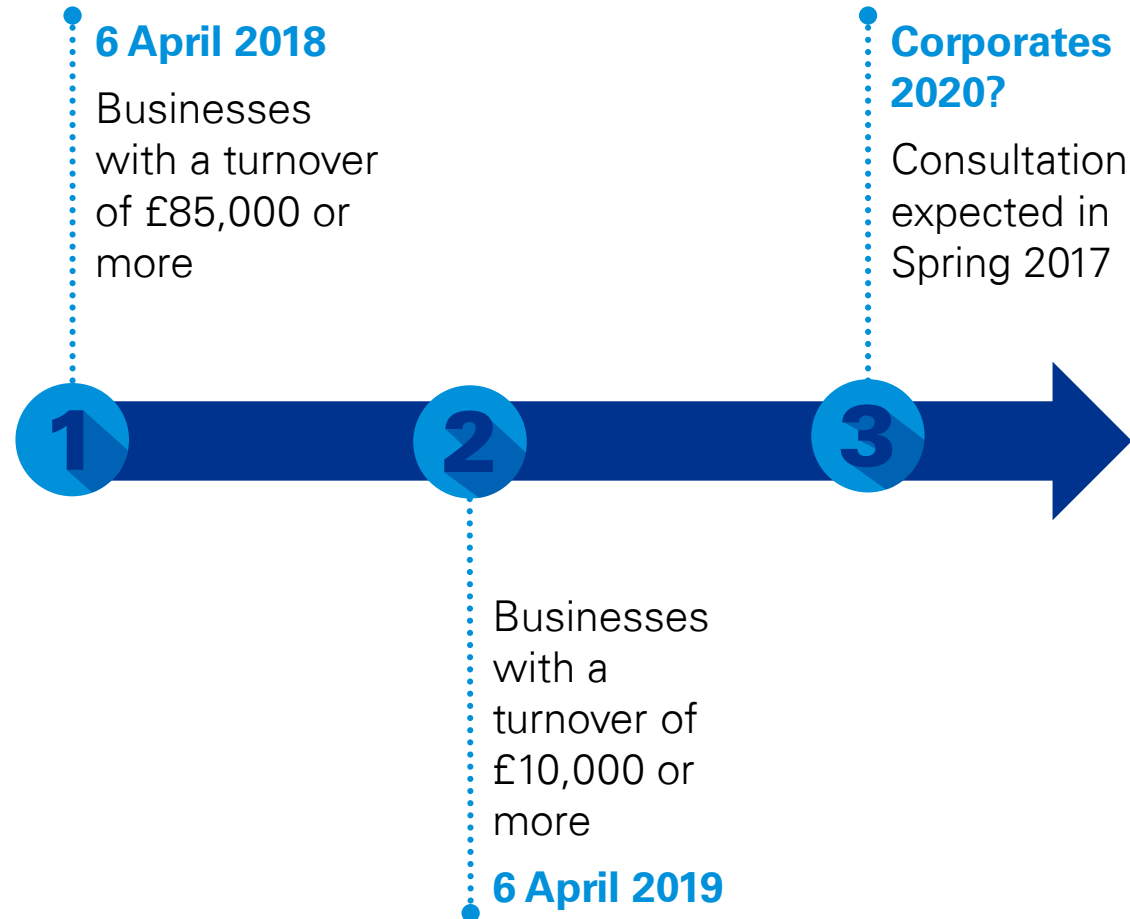 6 April 2018
Businesses
with a turnover
of £85,000 or
more
Corporates
2020?
Consultation
expected in
Spring 2017
1
2
3
Businesses
with a
turnover of
£10,000 or
more
6 April 2019